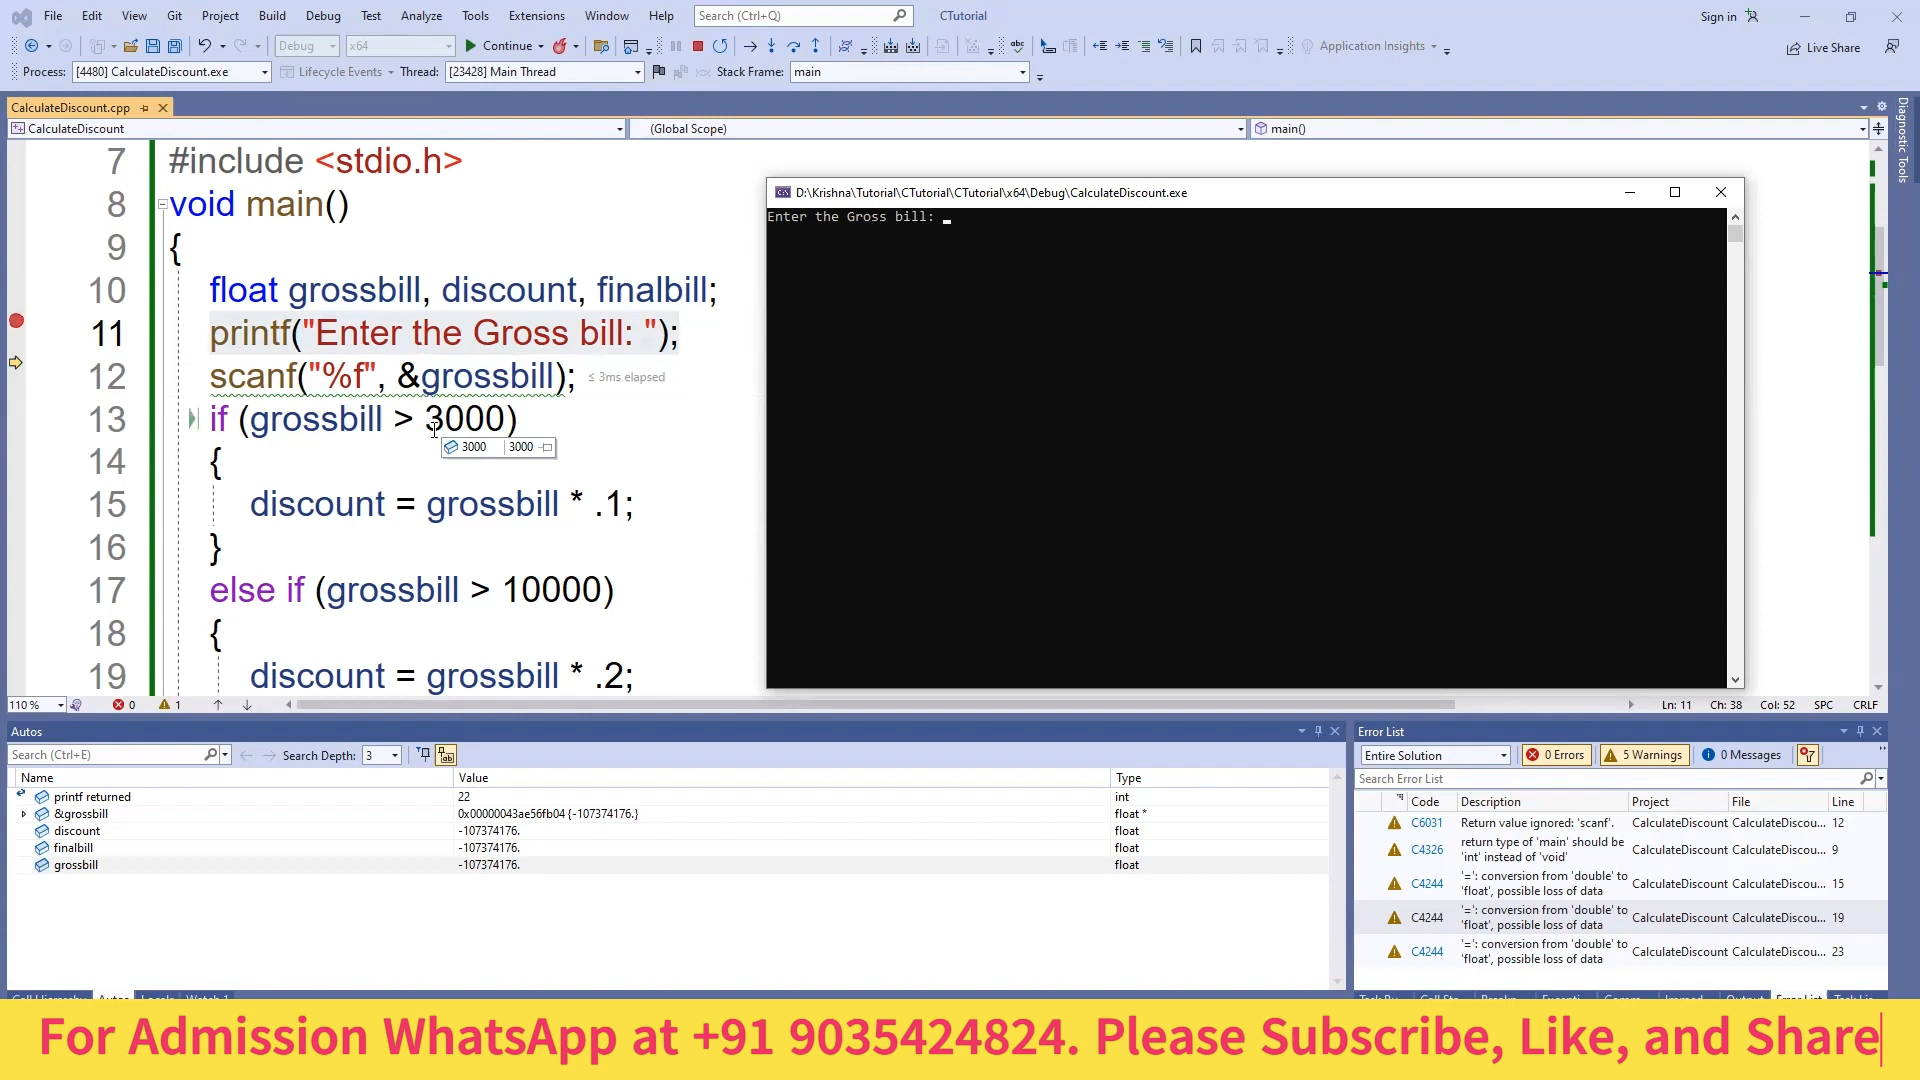 File Edit View Git Project Build Debug Test Analyze Tools Extensions Window Help Search (Ctrl+Q) CTutorial Sign in
Debug x64 Continue Application Insights Live Share
Process: [4480] CalculateDiscount.exe Lifecycle Events Thread: [23428] Main Thread Stack Frame: main
CalculateDiscount.cpp
CalculateDiscount (Global Scope) main()
Diagnostic Tools
7 #include <stdio.h>
8 void main()
9 {
10 float grossbill, discount, finalbill;
11 printf("Enter the Gross bill: ");
12 scanf("%f", &grossbill); ≤ 3ms elapsed
13 if (grossbill > 3000)
3000 3000
14 {
15 discount = grossbill * .1;
16 }
17 else if (grossbill > 10000)
18 {
19 discount = grossbill * .2;
D:\Krishna\Tutorial\CTutorial\CTutorial\x64\Debug\CalculateDiscount.exe
Enter the Gross bill:
110 % 0 1 Ln: 11 Ch: 38 Col: 52 SPC CRLF
Autos
Search (Ctrl+E) Search Depth: 3
Name Value Type
printf returned 22 int
&grossbill 0x00000043ae56fb04 {-107374176.} float *
discount -107374176. float
finalbill -107374176. float
grossbill -107374176. float
Error List
Entire Solution 0 Errors 5 Warnings 0 Messages
Search Error List
Code Description Project File Line
C6031 Return value ignored: 'scanf'. CalculateDiscount CalculateDiscou... 12
C4326 return type of 'main' should be 'int' instead of 'void' CalculateDiscount CalculateDiscou... 9
C4244 '=': conversion from 'double' to 'float', possible loss of data CalculateDiscount CalculateDiscou... 15
C4244 '=': conversion from 'double' to 'float', possible loss of data CalculateDiscount CalculateDiscou... 19
C4244 '=': conversion from 'double' to 'float', possible loss of data CalculateDiscount CalculateDiscou... 23
For Admission WhatsApp at +91 9035424824. Please Subscribe, Like, and Share